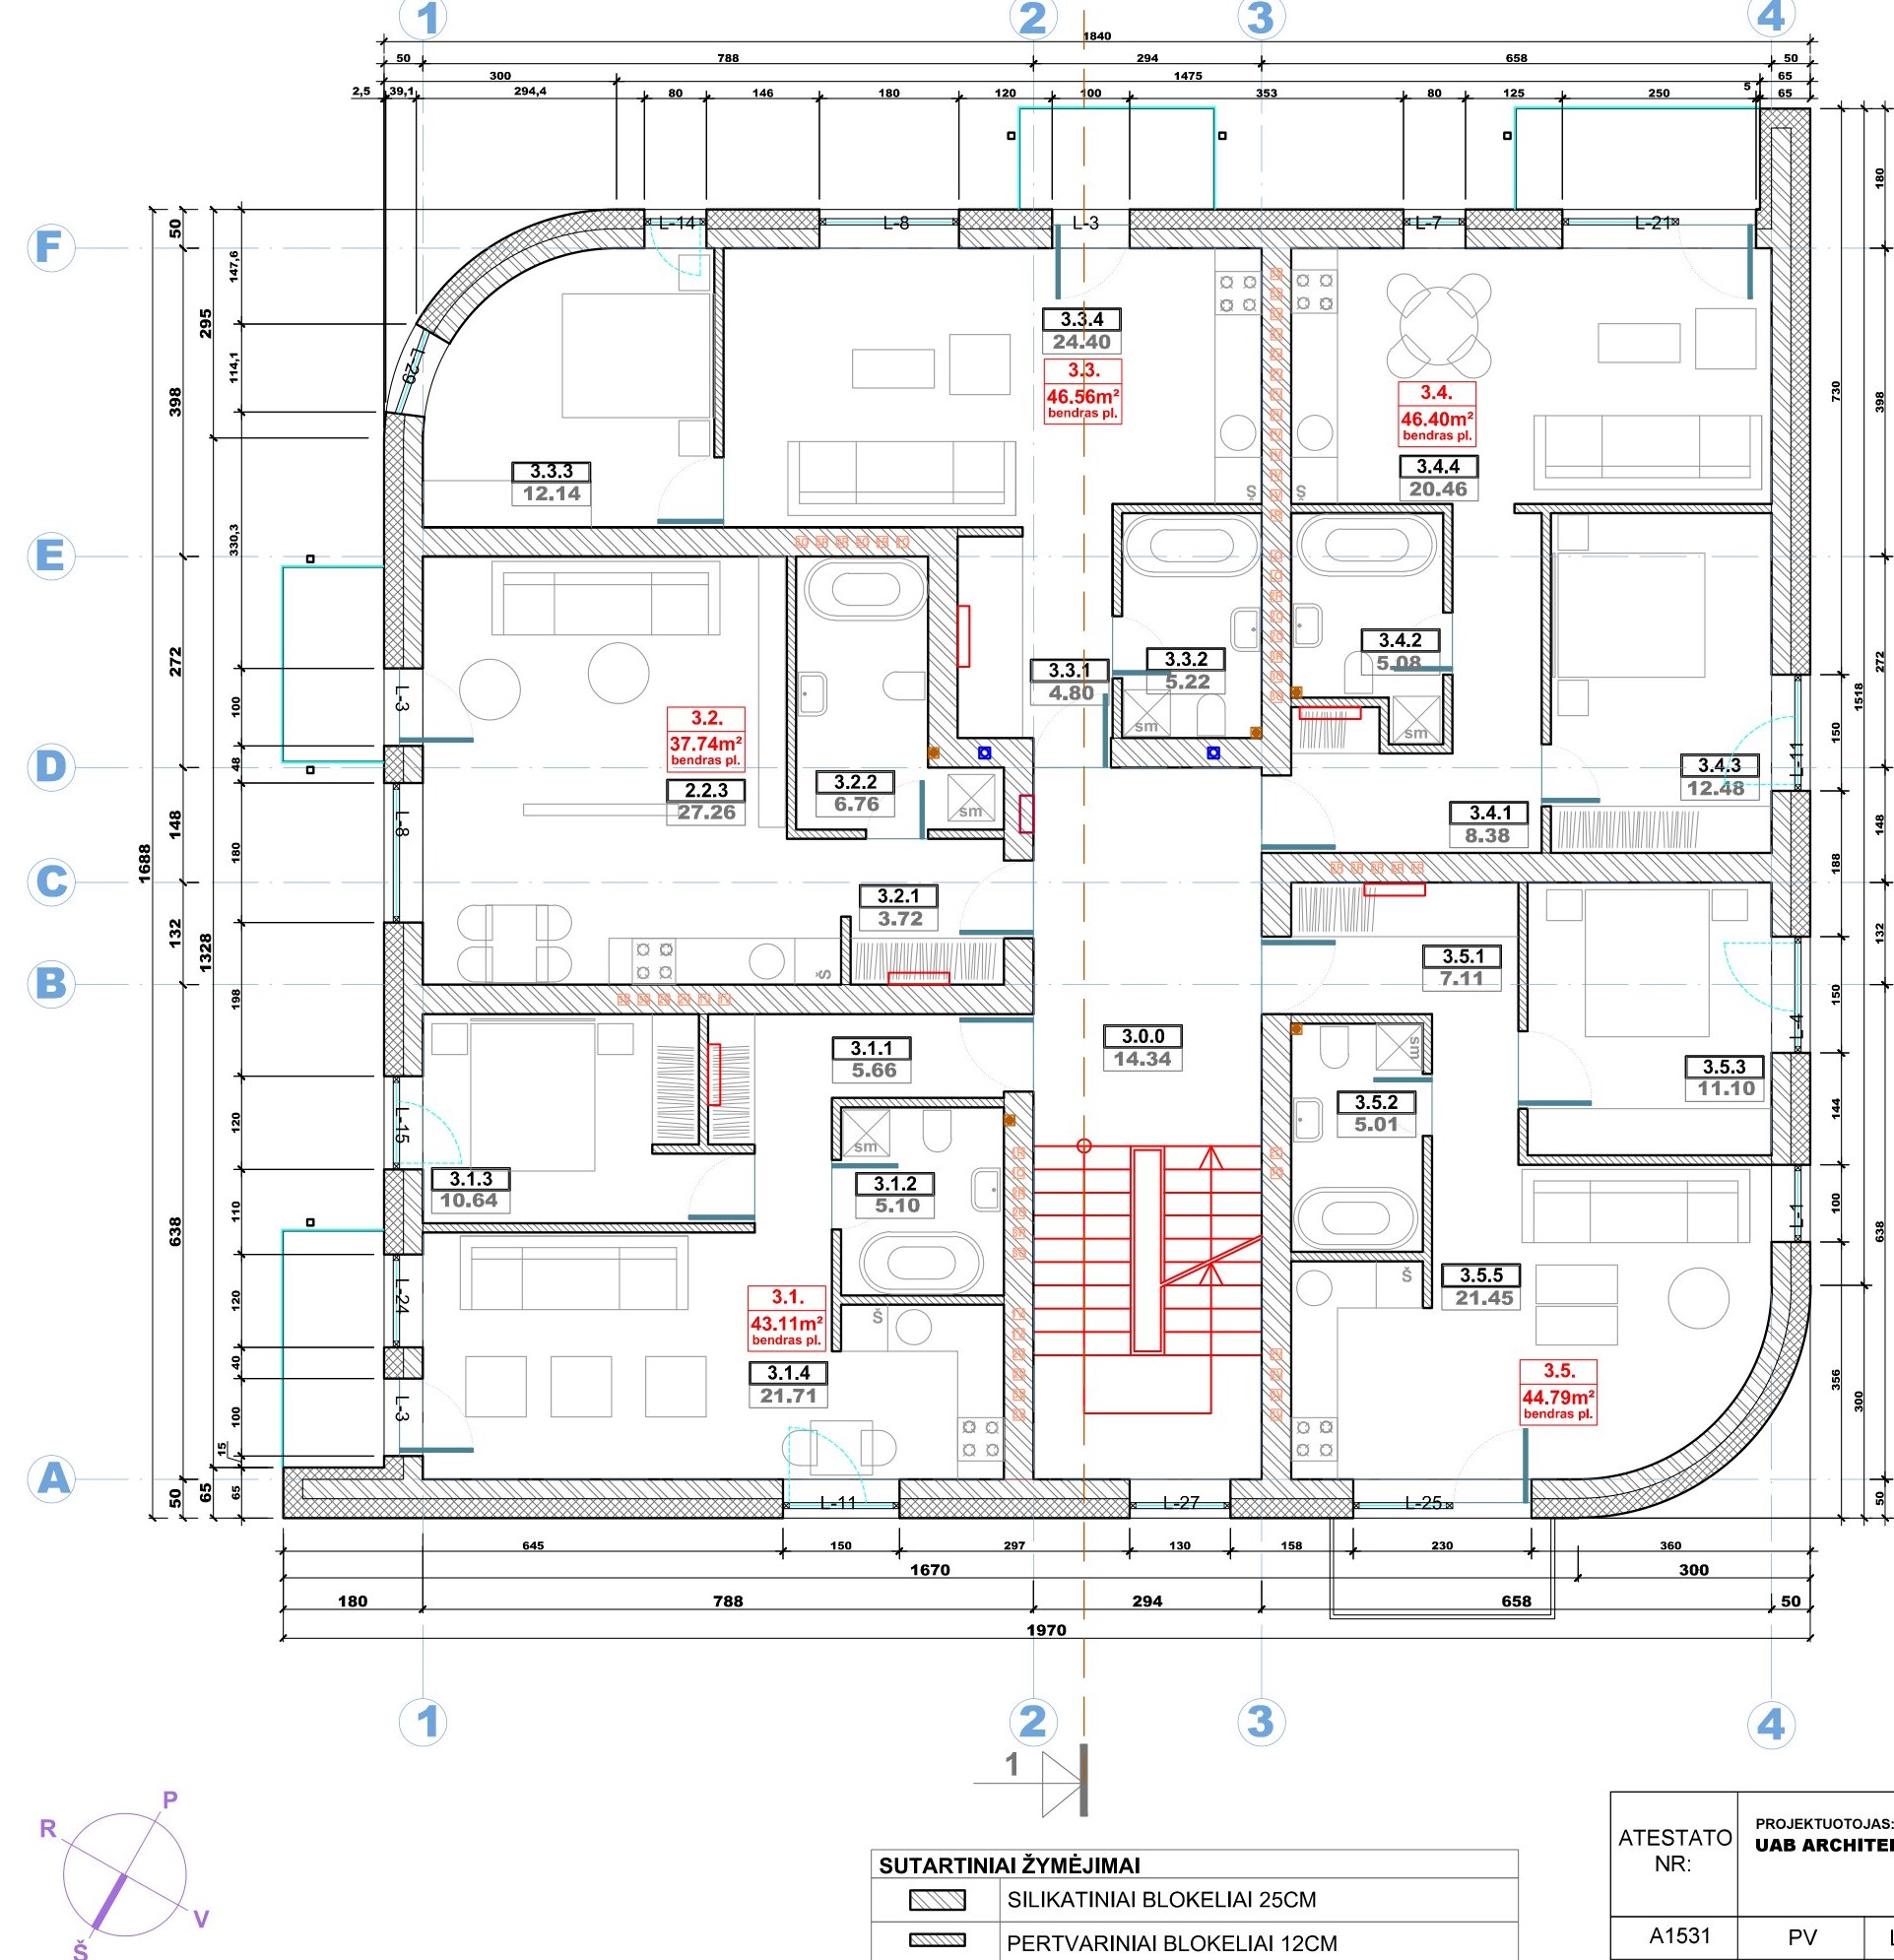 1 2 3 4
1840
50 788 294 658 50
300 1475 65
2,5 39,1 294,4 80 146 180 120 100 353 80 125 250 5 65
L-14 L-8 L-3 L-7 L-21
F
E
D
C
B
A
50 398 272 148 132 638 50
1688
295 1328 65
147,6 114,1 330,3 100 48 180 198 120 110 120 40 100 15 65
L-29
L-3
L-8
L-15
L-24
L-3
3.3.4
24.40
3.3.
46.56m²
bendras pl.
3.4.
46.40m²
bendras pl.
3.4.4
20.46
3.3.3
12.14
Š Š
3.3.1
4.80
3.3.2
5.22
sm
3.4.2
5.08
sm
3.2.
37.74m²
bendras pl.
2.2.3
27.26
3.2.2
6.76
sm
3.4.3
12.48
3.4.1
8.38
3.2.1
3.72
Š
3.5.1
7.11
3.1.1
5.66
3.0.0
14.34
sm
3.5.3
11.10
3.5.2
5.01
3.1.3
10.64
sm
3.1.2
5.10
3.5.5
21.45
Š
3.1.
43.11m²
bendras pl.
Š
3.1.4
21.71
3.5.
44.79m²
bendras pl.
L-11
L-4
L-1
180 730 150 188 150 144 100 356
1518 300
398 272 148 132 638 50
L-11 L-27 L-25
645 150 297 130 158 230 360
1670 300
180 788 294 658 50
1970
1 2 3 4
1
P
R
V
Š
SUTARTINIAI ŽYMĖJIMAI
SILIKATINIAI BLOKELIAI 25CM
PERTVARINIAI BLOKELIAI 12CM
ATESTATO
NR:
PROJEKTUOTOJAS:
UAB ARCHITE
A1531 PV